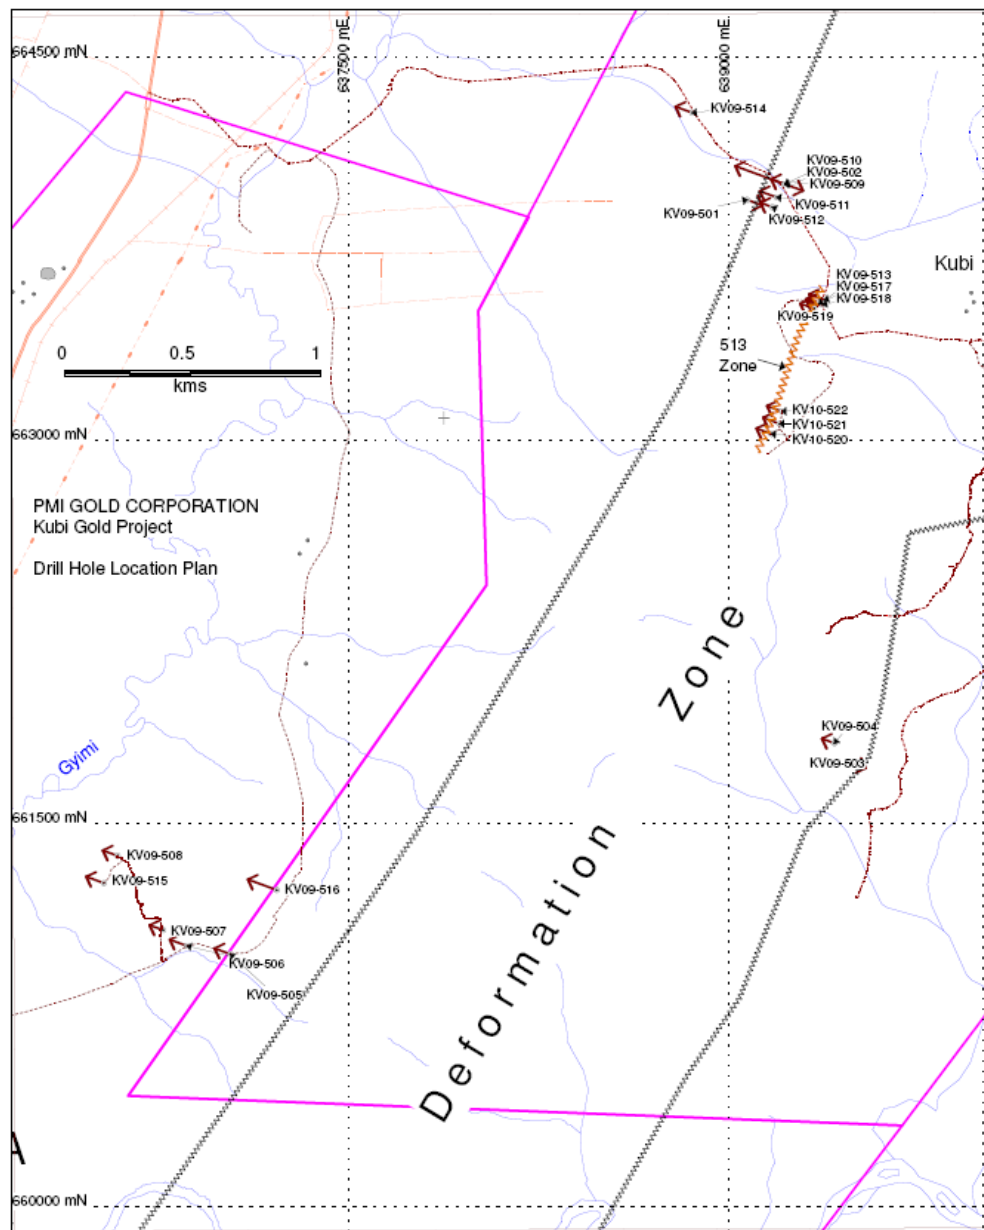 637500 mE
639000 mE
664500 mN
KV09-514
KV09-510
KV09-502
KV09-509
KV09-511
KV09-501
KV09-512
Kubi
KV09-513
KV09-517
KV09-518
KV09-519
0 0.5 1
kms
513
Zone
KV10-522
KV10-521
KV10-520
663000 mN
PMI GOLD CORPORATION
Kubi Gold Project
Drill Hole Location Plan
Deformation Zone
KV09-504
KV09-503
Gyimi
661500 mN
KV09-508
KV09-515
KV09-516
KV09-507
KV09-506
KV09-505
A
660000 mN